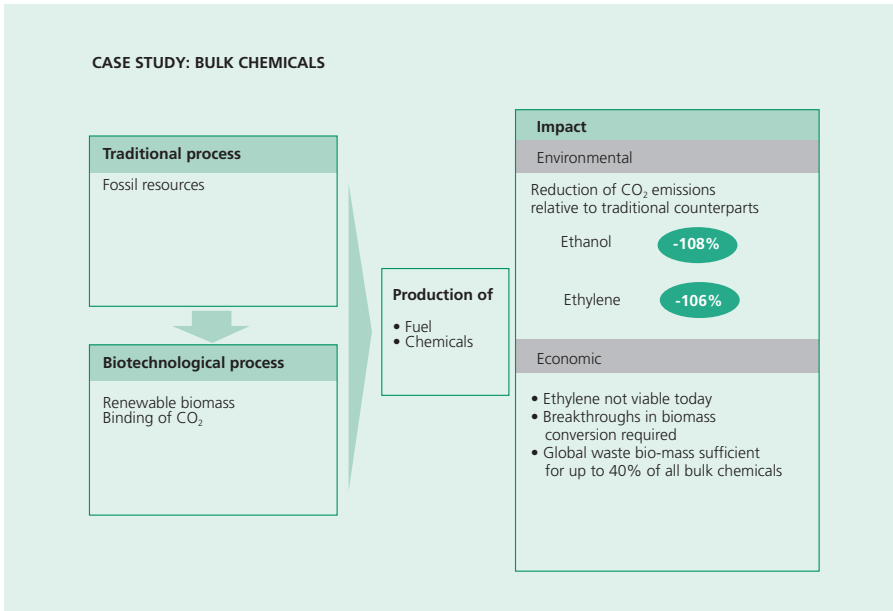 CASE STUDY: BULK CHEMICALS
Traditional process
Fossil resources
Biotechnological process
Renewable biomass
Binding of CO₂
Production of
• Fuel
• Chemicals
Impact
Environmental
Reduction of CO₂ emissions
relative to traditional counterparts
Ethanol -108%
Ethylene -106%
Economic
• Ethylene not viable today
• Breakthroughs in biomass
conversion required
• Global waste bio-mass sufficient
for up to 40% of all bulk chemicals